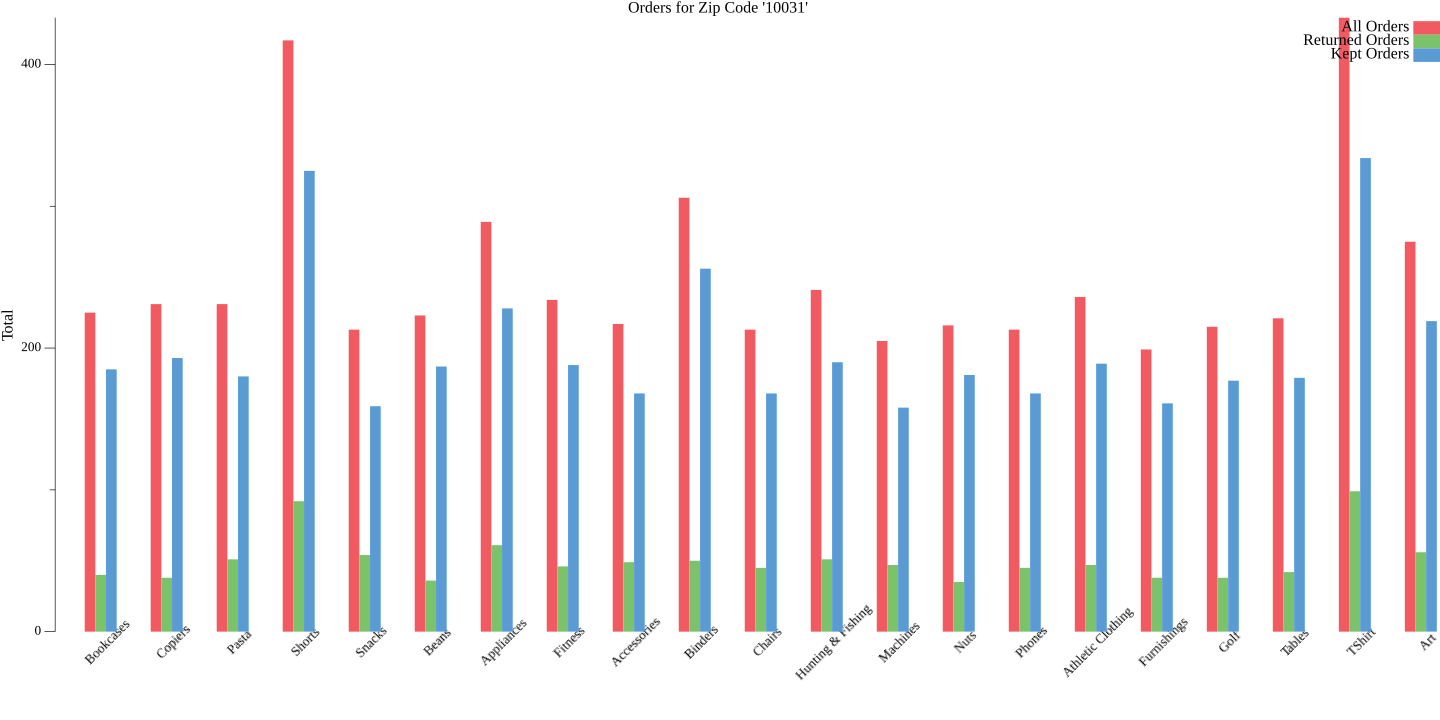 Orders for Zip Code '10031'
All Orders
Returned Orders
Kept Orders
Total
400
200
0
Bookcases
Copiers
Pasta
Shorts
Snacks
Beans
Appliances
Fitness
Accessories
Binders
Chairs
Hunting & Fishing
Machines
Nuts
Phones
Athletic Clothing
Furnishings
Golf
Tables
TShirt
Art